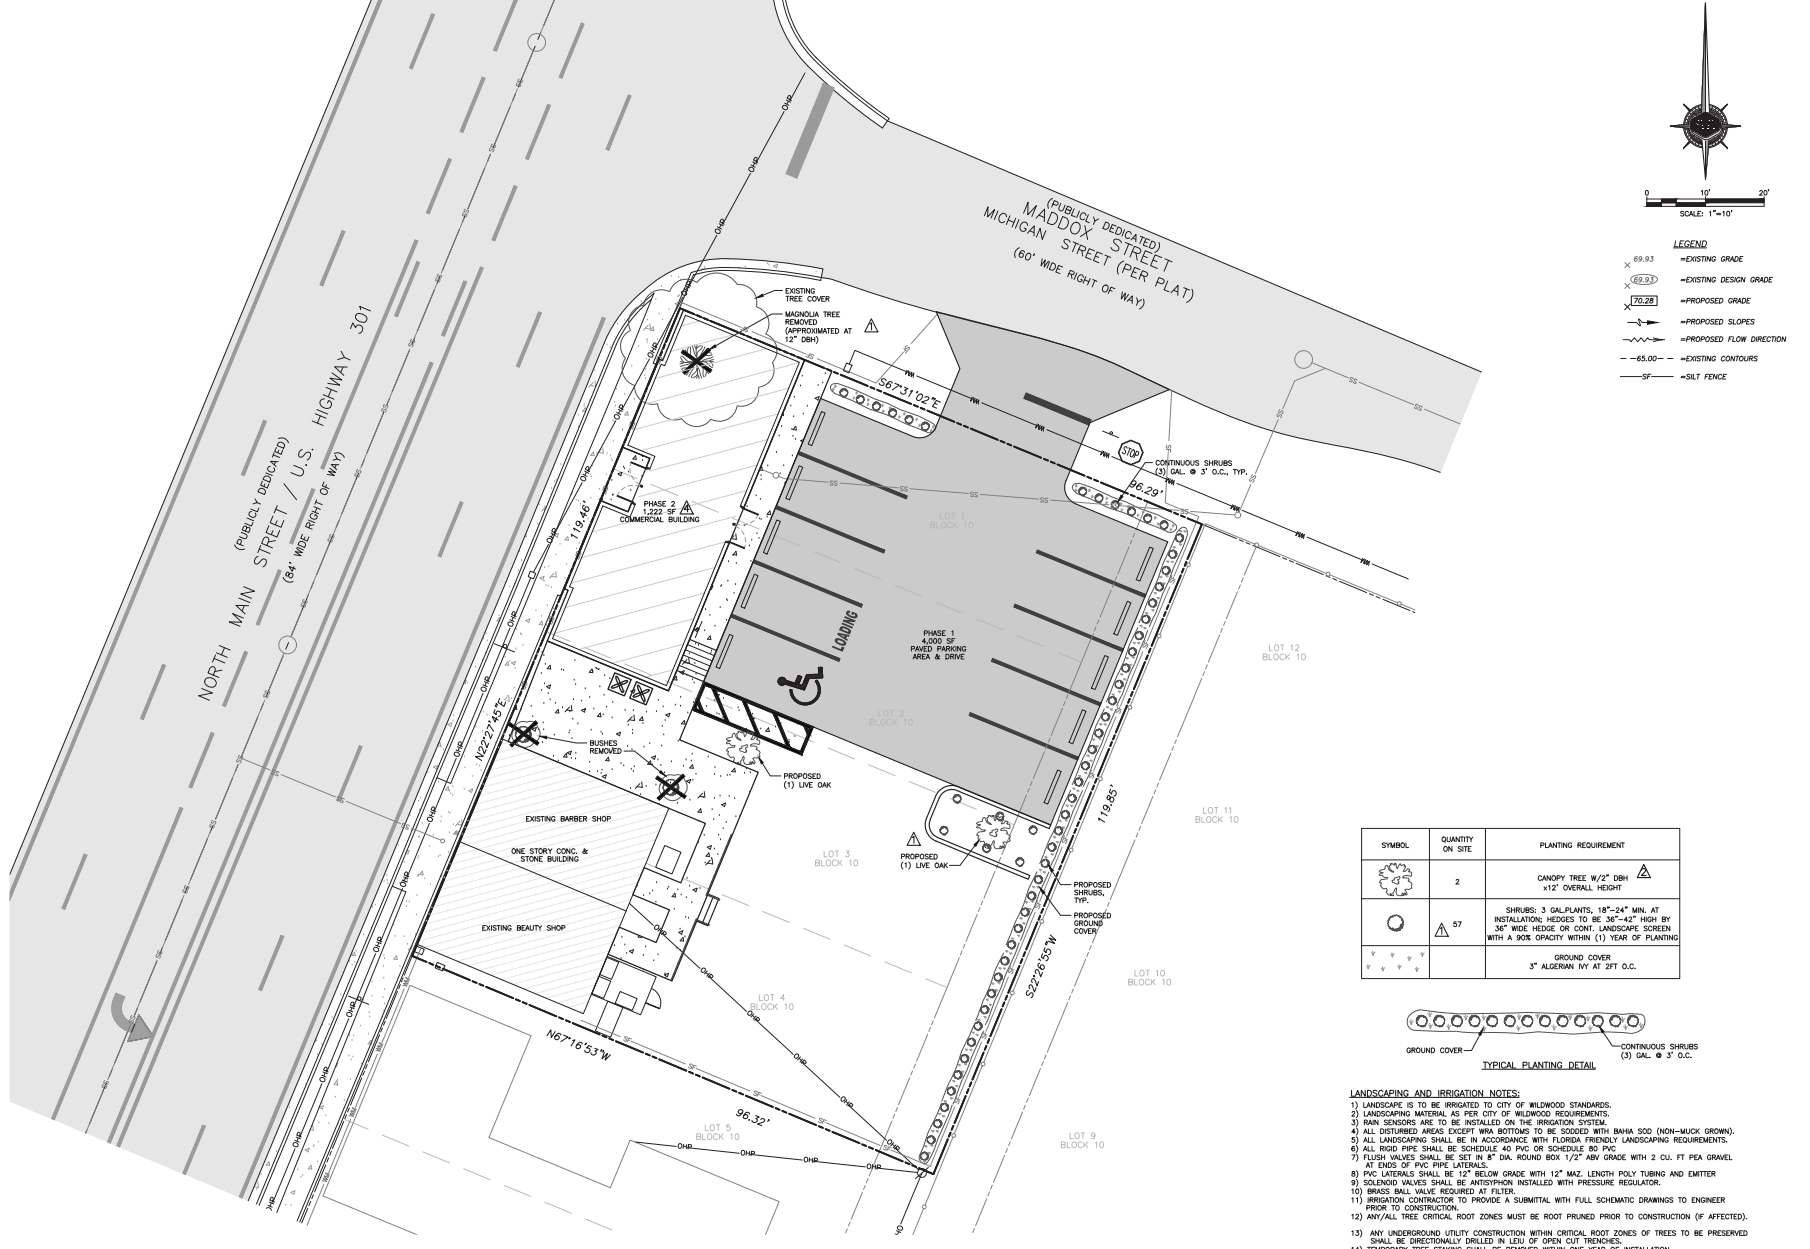 (PUBLICLY DEDICATED)
NORTH MAIN STREET / U.S. HIGHWAY 301
(84' WIDE RIGHT OF WAY)
(PUBLICLY DEDICATED)
MADDOX STREET
MICHIGAN STREET (PER PLAT)
(60' WIDE RIGHT OF WAY)
EXISTING
TREE COVER
MAGNOLIA TREE
REMOVED
(APPROXIMATED AT
12" DBH)
1
S67°31'02"E
96.29'
STOP
CONTINUOUS SHRUBS
(3) GAL. @ 3' O.C., TYP.
PHASE 2
1,222 SF
COMMERCIAL BUILDING
4
119.46'
N22°27'45"E
LOT 1
BLOCK 10
LOADING
PHASE 1
4,000 SF
PAVED PARKING
AREA & DRIVE
LOT 2
BLOCK 10
LOT 12
BLOCK 10
BUSHES
REMOVED
PROPOSED
(1) LIVE OAK
119.85'
LOT 11
BLOCK 10
EXISTING BARBER SHOP
ONE STORY CONC. &
STONE BUILDING
EXISTING BEAUTY SHOP
LOT 3
BLOCK 10
1
PROPOSED
(1) LIVE OAK
PROPOSED
SHRUBS,
TYP.
PROPOSED
GROUND
COVER
S22°26'55"W
LOT 10
BLOCK 10
LOT 4
BLOCK 10
N67°16'53"W
96.32'
LOT 5
BLOCK 10
LOT 9
BLOCK 10
OHP
SS
SF
WM
0 10' 20'
SCALE: 1"=10'
LEGEND
69.93 =EXISTING GRADE
69.93 =EXISTING DESIGN GRADE
70.28 =PROPOSED GRADE
=PROPOSED SLOPES
=PROPOSED FLOW DIRECTION
65.00 =EXISTING CONTOURS
SF =SILT FENCE
SYMBOL QUANTITY ON SITE PLANTING REQUIREMENT
2 CANOPY TREE W/2" DBH
x12' OVERALL HEIGHT
2
1 57 SHRUBS: 3 GAL.PLANTS, 18"-24" MIN. AT
INSTALLATION; HEDGES TO BE 36"-42" HIGH BY
36" WIDE HEDGE OR CONT. LANDSCAPE SCREEN
WITH A 90% OPACITY WITHIN (1) YEAR OF PLANTING
GROUND COVER
3" ALGERIAN IVY AT 2FT O.C.
GROUND COVER
CONTINUOUS SHRUBS
(3) GAL. @ 3' O.C.
TYPICAL PLANTING DETAIL
LANDSCAPING AND IRRIGATION NOTES:
1) LANDSCAPE IS TO BE IRRIGATED TO CITY OF WILDWOOD STANDARDS.
2) LANDSCAPING MATERIAL AS PER CITY OF WILDWOOD REQUIREMENTS.
3) RAIN SENSORS ARE TO BE INSTALLED ON THE IRRIGATION SYSTEM.
4) ALL DISTURBED AREAS EXCEPT WRA BOTTOMS TO BE SODDED WITH BAHIA SOD (NON-MUCK GROWN).
5) ALL LANDSCAPING SHALL BE IN ACCORDANCE WITH FLORIDA FRIENDLY LANDSCAPING REQUIREMENTS.
6) ALL RIGID PIPE SHALL BE SCHEDULE 40 PVC OR SCHEDULE 80 PVC
7) FLUSH VALVES SHALL BE SET IN 8" DIA. ROUND BOX 1/2" ABV GRADE WITH 2 CU. FT PEA GRAVEL
AT ENDS OF PVC PIPE LATERALS.
8) PVC LATERALS SHALL BE 12" BELOW GRADE WITH 12" MAZ. LENGTH POLY TUBING AND EMITTER
9) SOLENOID VALVES SHALL BE ANTISYPHON INSTALLED WITH PRESSURE REGULATOR.
10) BRASS BALL VALVE REQUIRED AT FILTER.
11) IRRIGATION CONTRACTOR TO PROVIDE A SUBMITTAL WITH FULL SCHEMATIC DRAWINGS TO ENGINEER
PRIOR TO CONSTRUCTION.
12) ANY/ALL TREE CRITICAL ROOT ZONES MUST BE ROOT PRUNED PRIOR TO CONSTRUCTION (IF AFFECTED).
13) ANY UNDERGROUND UTILITY CONSTRUCTION WITHIN CRITICAL ROOT ZONES OF TREES TO BE PRESERVED
SHALL BE DIRECTIONALLY DRILLED IN LEIU OF OPEN CUT TRENCHES.